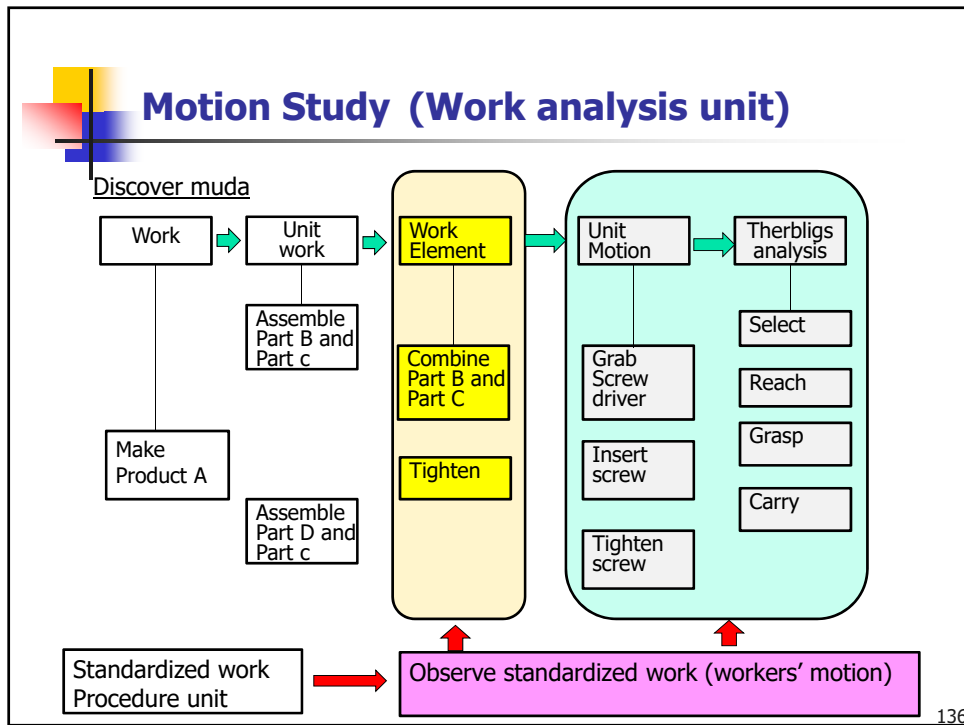 Motion Study (Work analysis unit)
Discover muda
Work
Unit
work
Work
Element
Unit
Motion
Therbligs
analysis
Assemble
Part B and
Part c
Combine
Part B and
Part C
Grab
Screw
driver
Select
Reach
Make
Product A
Tighten
Insert
screw
Grasp
Assemble
Part D and
Part c
Tighten
screw
Carry
Standardized work
Procedure unit
Observe standardized work (workers’ motion)
136